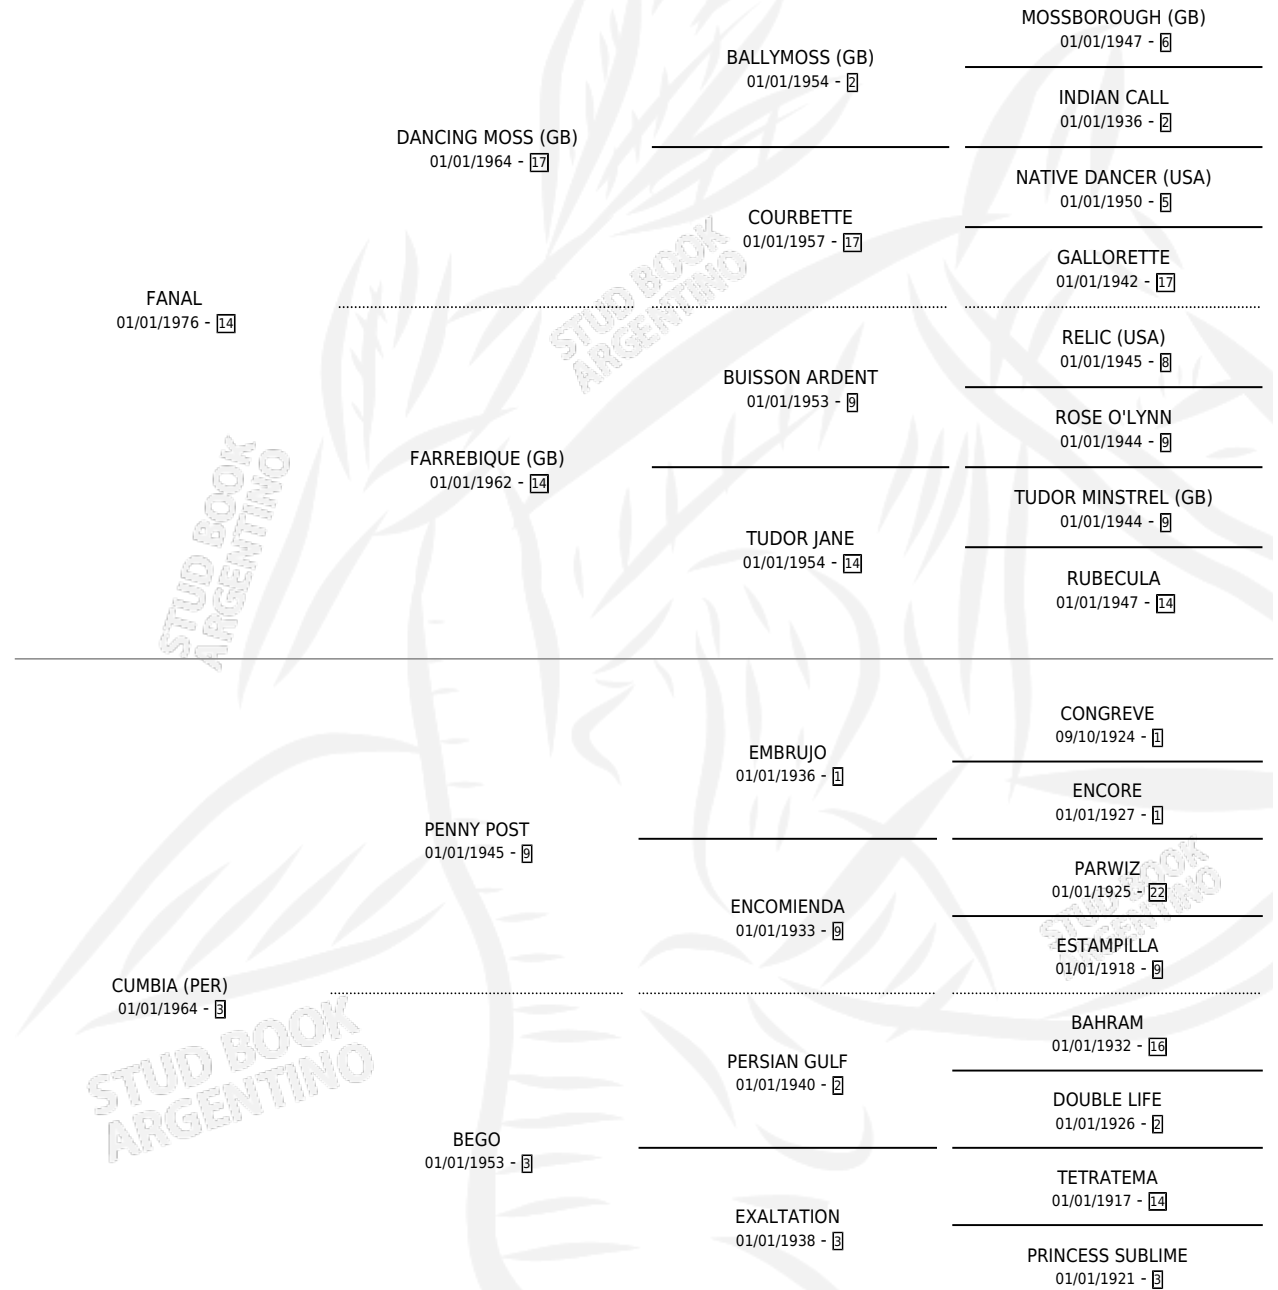 MOSSBOROUGH (GB)
01/01/1947 - 6
BALLYMOSS (GB)
01/01/1954 - 2
INDIAN CALL
01/01/1936 - 2
DANCING MOSS (GB)
01/01/1964 - 17
NATIVE DANCER (USA)
01/01/1950 - 5
COURBETTE
01/01/1957 - 17
GALLORETTE
01/01/1942 - 17
FANAL
01/01/1976 - 14
RELIC (USA)
01/01/1945 - 8
BUISSON ARDENT
01/01/1953 - 9
ROSE O'LYNN
01/01/1944 - 9
FARREBIQUE (GB)
01/01/1962 - 14
TUDOR MINSTREL (GB)
01/01/1944 - 9
TUDOR JANE
01/01/1954 - 14
RUBECULA
01/01/1947 - 14
CONGREVE
09/10/1924 - 1
EMBRUJO
01/01/1936 - 1
ENCORE
01/01/1927 - 1
PENNY POST
01/01/1945 - 9
PARWIZ
01/01/1925 - 22
ENCOMIENDA
01/01/1933 - 9
ESTAMPILLA
01/01/1918 - 9
CUMBIA (PER)
01/01/1964 - 3
BAHRAM
01/01/1932 - 16
PERSIAN GULF
01/01/1940 - 2
DOUBLE LIFE
01/01/1926 - 2
BEGO
01/01/1953 - 3
TETRATEMA
01/01/1917 - 14
EXALTATION
01/01/1938 - 3
PRINCESS SUBLIME
01/01/1921 - 3
STUD BOOK
ARGENTINO
STUD BOOK
ARGENTINO
STUD BOOK
ARGENTINO
STUD BOOK
ARGENTINO